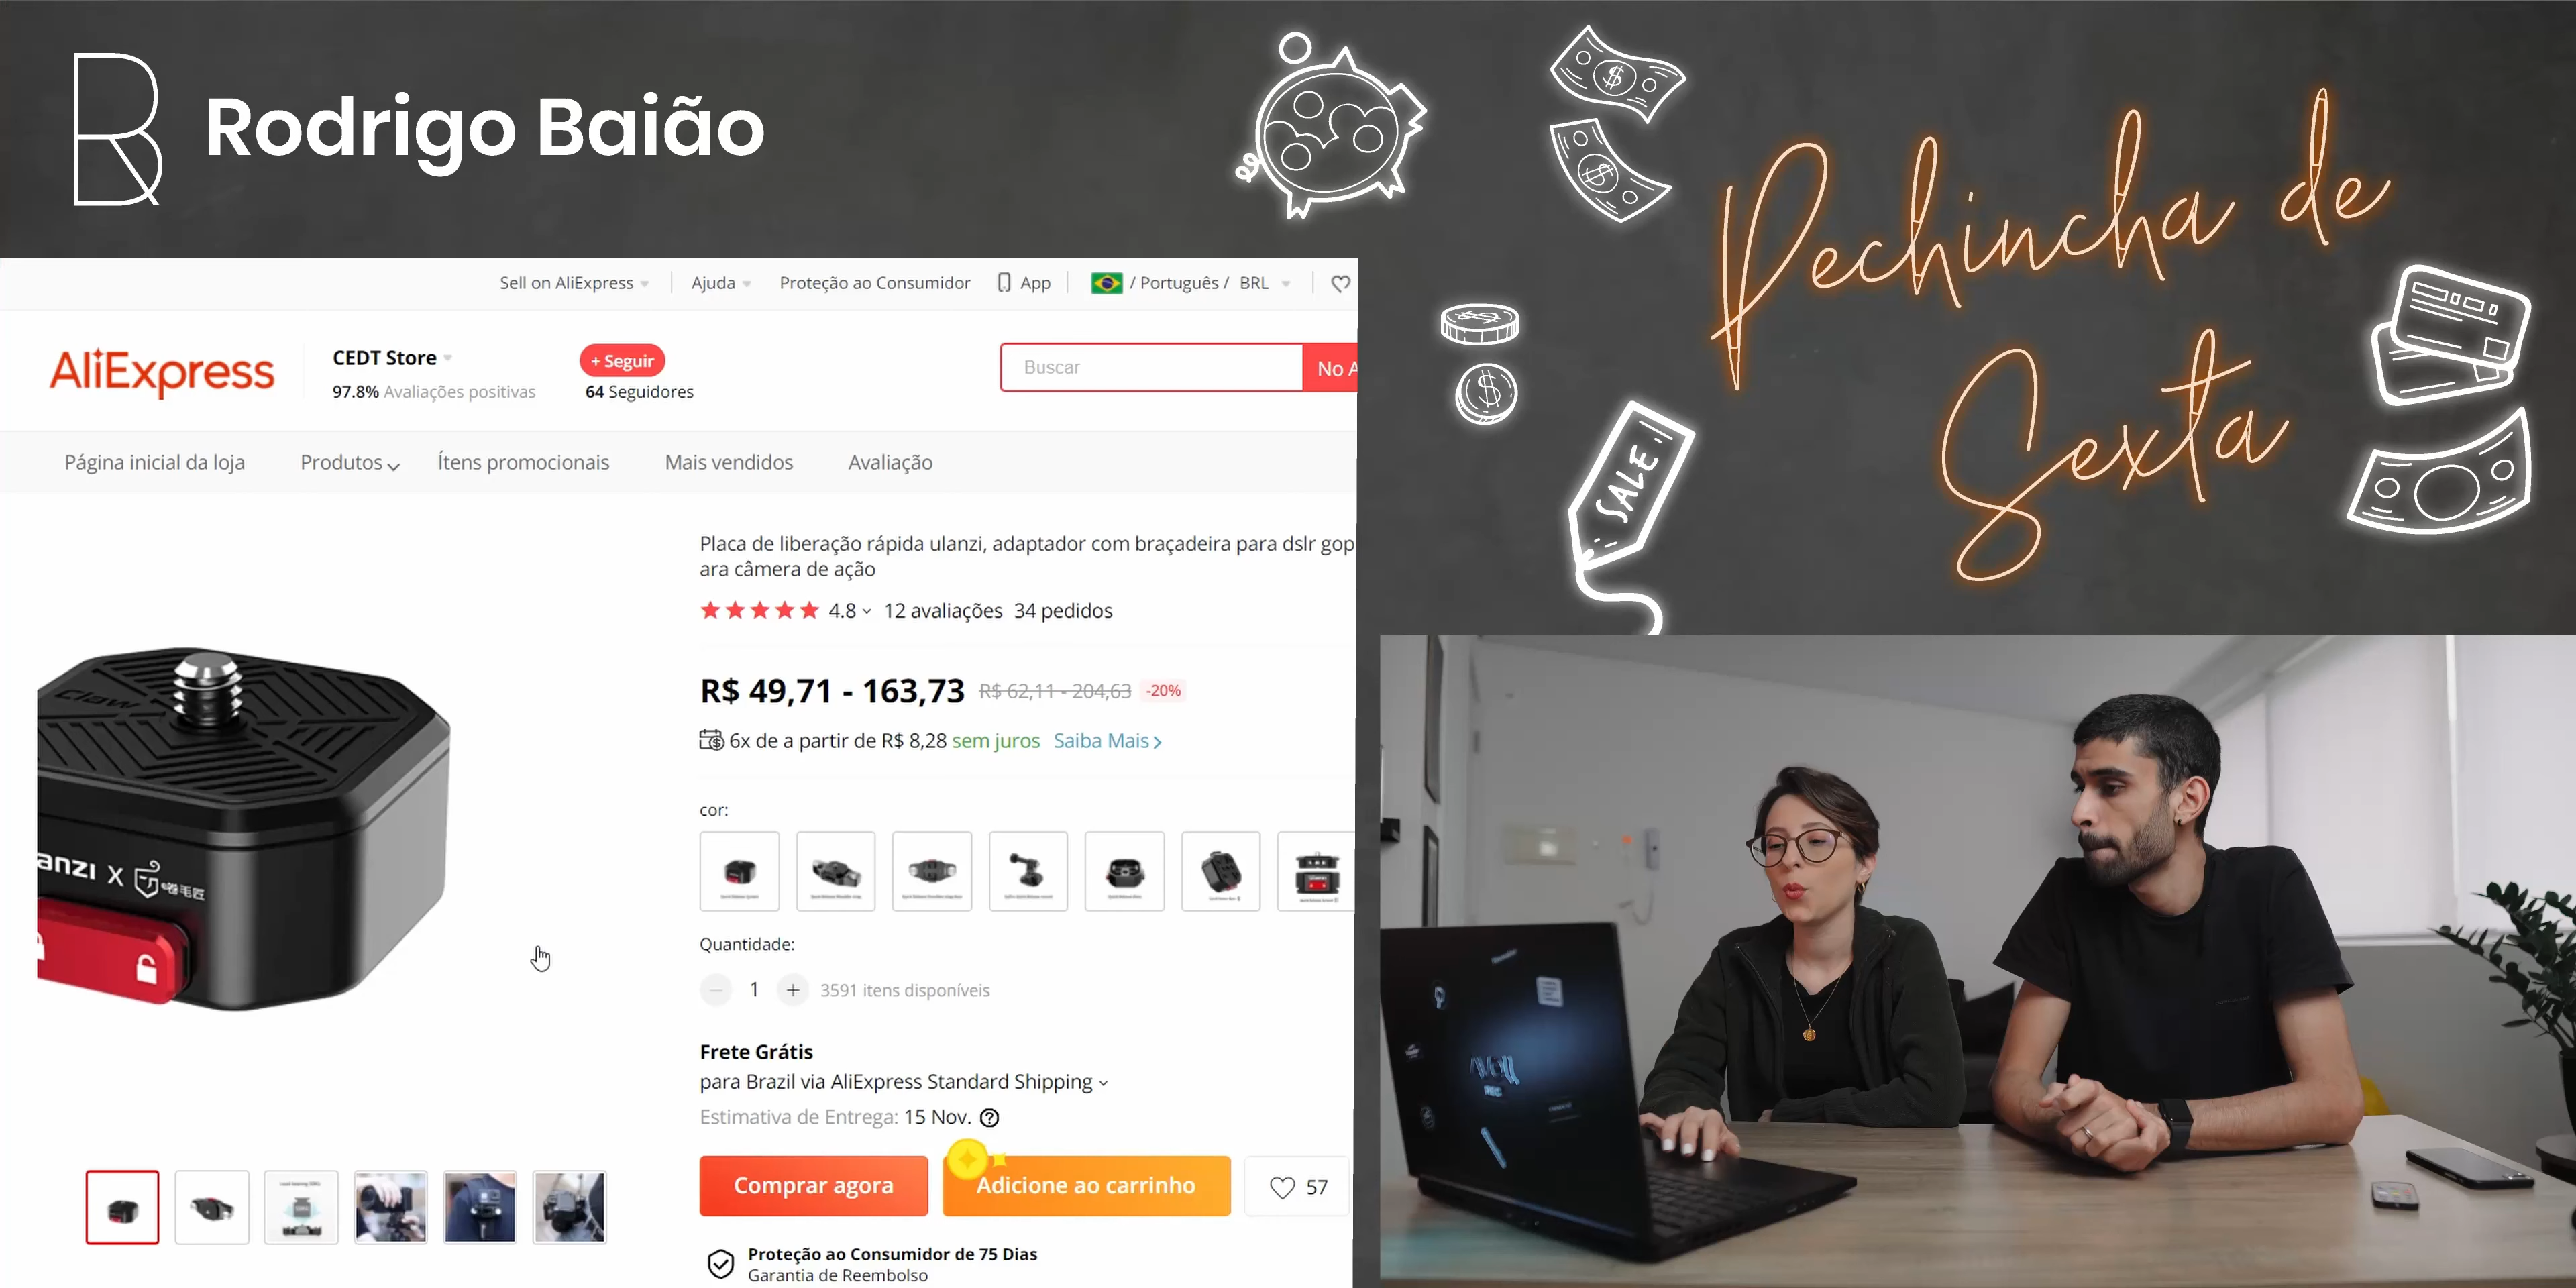 Rodrigo Baião
Pechincha de
Sexta
SALE!
Sell on AliExpress
Ajuda
Proteção ao Consumidor
App
/ Português / BRL
AliExpress
CEDT Store
+ Seguir
97.8% Avaliações positivas
64 Seguidores
Buscar
No A
Página inicial da loja
Produtos
Ítens promocionais
Mais vendidos
Avaliação
Placa de liberação rápida ulanzi, adaptador com braçadeira para dslr gop
ara câmera de ação
4.8 12 avaliações 34 pedidos
R$ 49,71 - 163,73 R$ 62,11 - 204,63 -20%
6x de a partir de R$ 8,28 sem juros Saiba Mais
cor:
Quantidade:
1 + 3591 itens disponíveis
Frete Grátis
para Brazil via AliExpress Standard Shipping
Estimativa de Entrega: 15 Nov.
Comprar agora
Adicione ao carrinho
57
Proteção ao Consumidor de 75 Dias
Garantia de Reembolso
Claw
anzi X